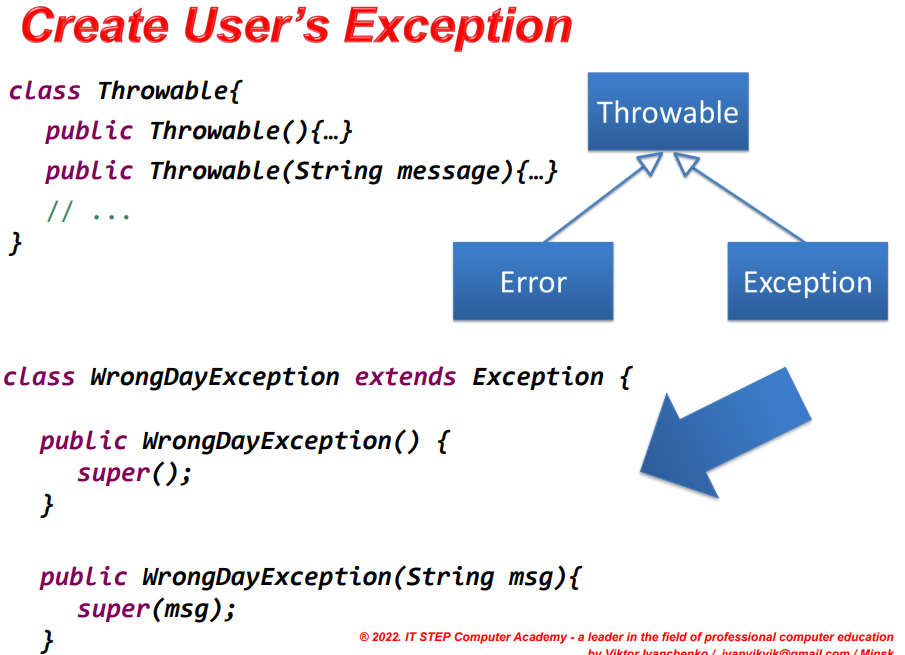 Create User's Exception
class Throwable{
public Throwable(){…}
public Throwable(String message){…}
// ...
}
Throwable
Error
Exception
class WrongDayException extends Exception {
public WrongDayException() {
super();
}
public WrongDayException(String msg){
super(msg);
}
® 2022. IT STEP Computer Academy - a leader in the field of professional computer education
by Viktor Ivanchenko / ivanvikvik@gmail.com / Minsk